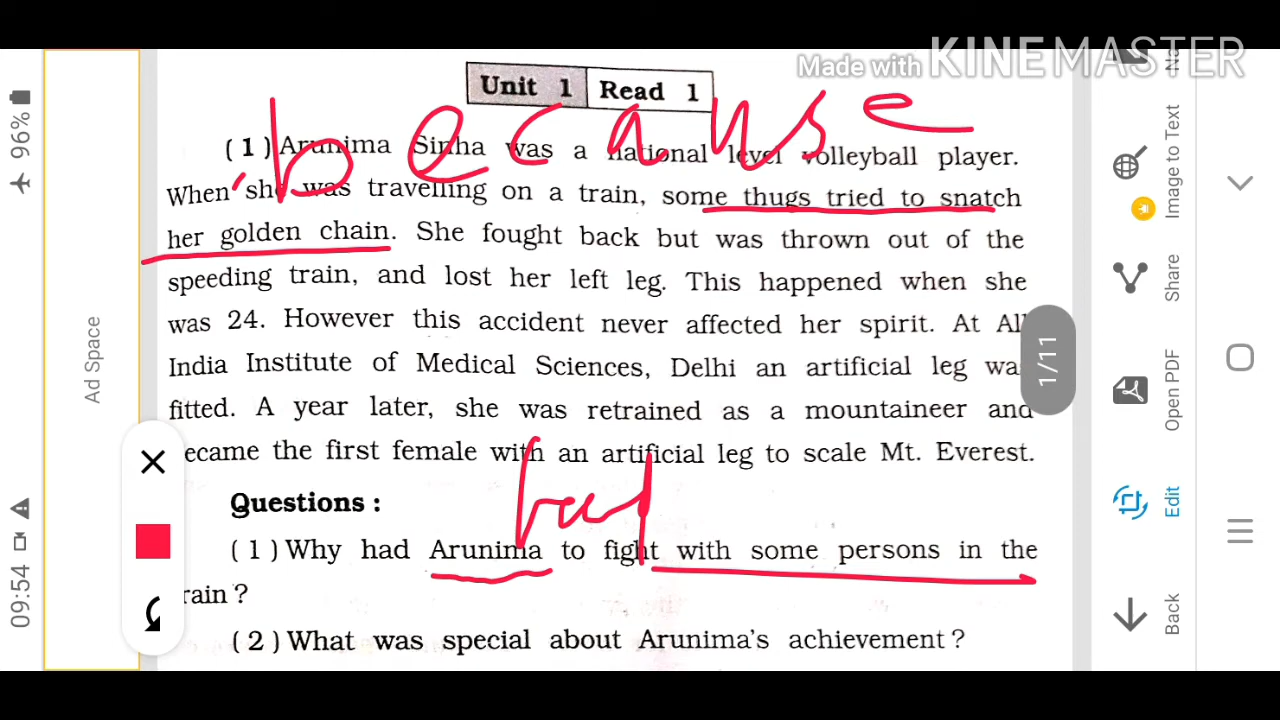 Made with KINEMASTER
Unit 1 Read 1
because
(1) Arunima Sinha was a national level volleyball player.
When she was travelling on a train, some thugs tried to snatch
her golden chain. She fought back but was thrown out of the
speeding train, and lost her left leg. This happened when she
was 24. However this accident never affected her spirit. At All
India Institute of Medical Sciences, Delhi an artificial leg wa
fitted. A year later, she was retrained as a mountaineer and
ecame the first female with an artificial leg to scale Mt. Everest.
Questions :
had
(1) Why had Arunima to fight with some persons in the
rain?
(2) What was special about Arunima's achievement?
96%
09:54
Ad Space
1/11
Image to Text
Share
Open PDF
Edit
Back